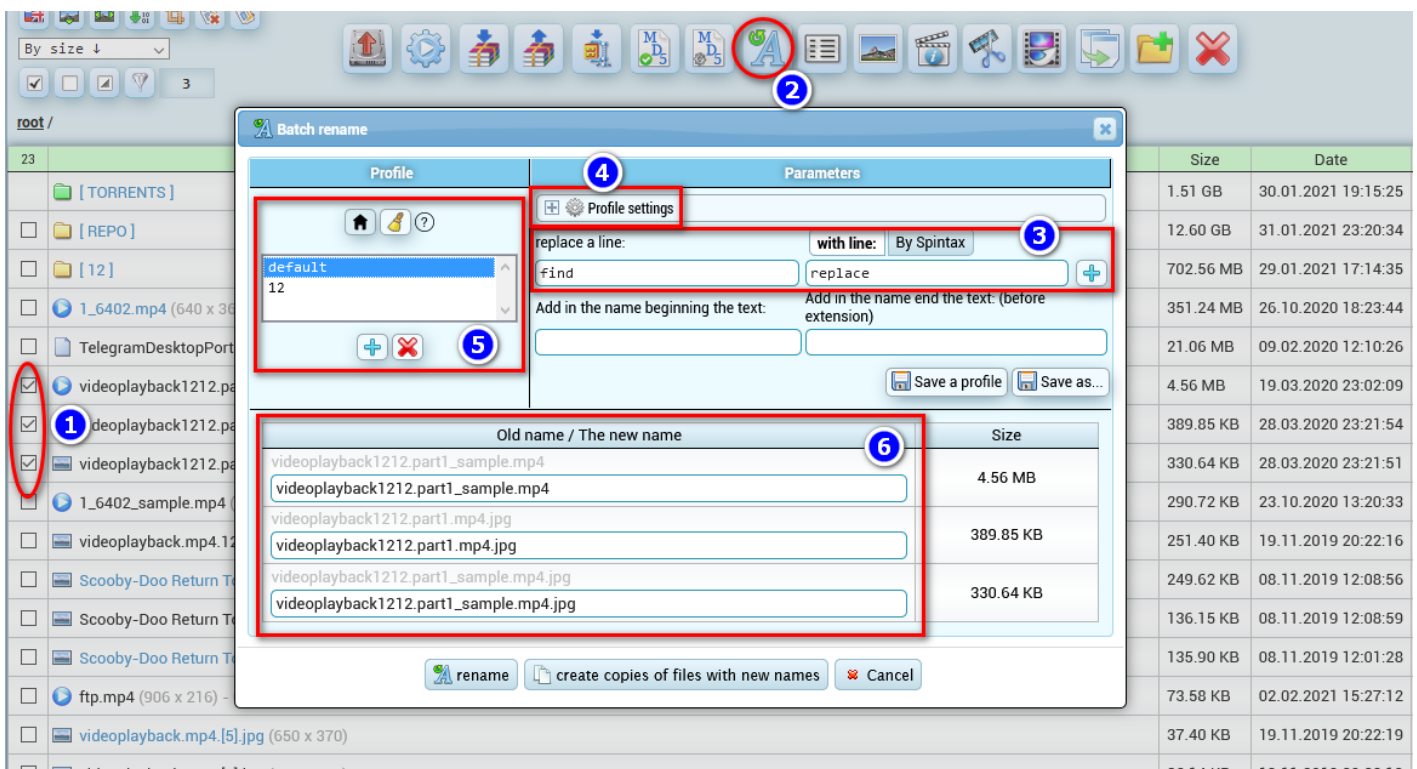 By size ↓
M D 5
M D 5
2
3
root /
Batch rename
23
Size
Date
Profile
4
Parameters
[ TORRENTS ]
1.51 GB
30.01.2021 19:15:25
Profile settings
3
[ REPO ]
replace a line:
with line:
By Spintax
12.60 GB
31.01.2021 23:20:34
default
find
replace
[ 12 ]
702.56 MB
29.01.2021 17:14:35
12
1_6402.mp4 (640 x 36
Add in the name beginning the text:
Add in the name end the text: (before
extension)
351.24 MB
26.10.2020 18:23:44
5
TelegramDesktopPort
21.06 MB
09.02.2020 12:10:26
Save a profile
Save as...
videoplayback1212.pa
4.56 MB
19.03.2020 23:02:09
1
deoplayback1212.pa
389.85 KB
28.03.2020 23:21:54
Old name / The new name
6
Size
videoplayback1212.pa
330.64 KB
28.03.2020 23:21:51
videoplayback1212.part1_sample.mp4
videoplayback1212.part1_sample.mp4
4.56 MB
1_6402_sample.mp4 (
290.72 KB
23.10.2020 13:20:33
videoplayback1212.part1.mp4.jpg
videoplayback1212.part1.mp4.jpg
389.85 KB
videoplayback.mp4.12
251.40 KB
19.11.2019 20:22:16
videoplayback1212.part1_sample.mp4.jpg
videoplayback1212.part1_sample.mp4.jpg
330.64 KB
Scooby-Doo Return T
249.62 KB
08.11.2019 12:08:56
Scooby-Doo Return T
136.15 KB
08.11.2019 12:08:59
Scooby-Doo Return T
135.90 KB
08.11.2019 12:01:28
rename
create copies of files with new names
Cancel
ftp.mp4 (906 x 216) -
73.58 KB
02.02.2021 15:27:12
videoplayback.mp4.[5].jpg (650 x 370)
37.40 KB
19.11.2019 20:22:19